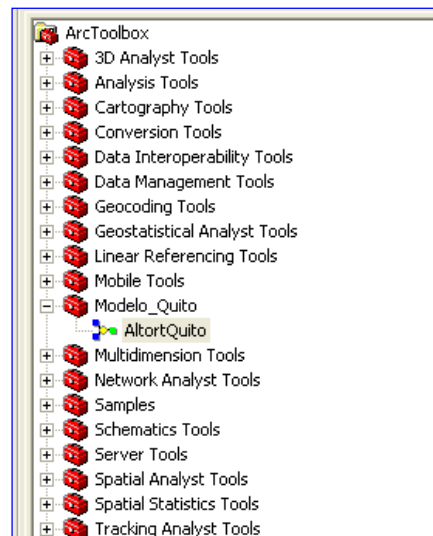 ArcToolbox
3D Analyst Tools
Analysis Tools
Cartography Tools
Conversion Tools
Data Interoperability Tools
Data Management Tools
Geocoding Tools
Geostatistical Analyst Tools
Linear Referencing Tools
Mobile Tools
Modelo_Quito
AltortQuito
Multidimension Tools
Network Analyst Tools
Samples
Schematics Tools
Server Tools
Spatial Analyst Tools
Spatial Statistics Tools
Tracking Analyst Tools